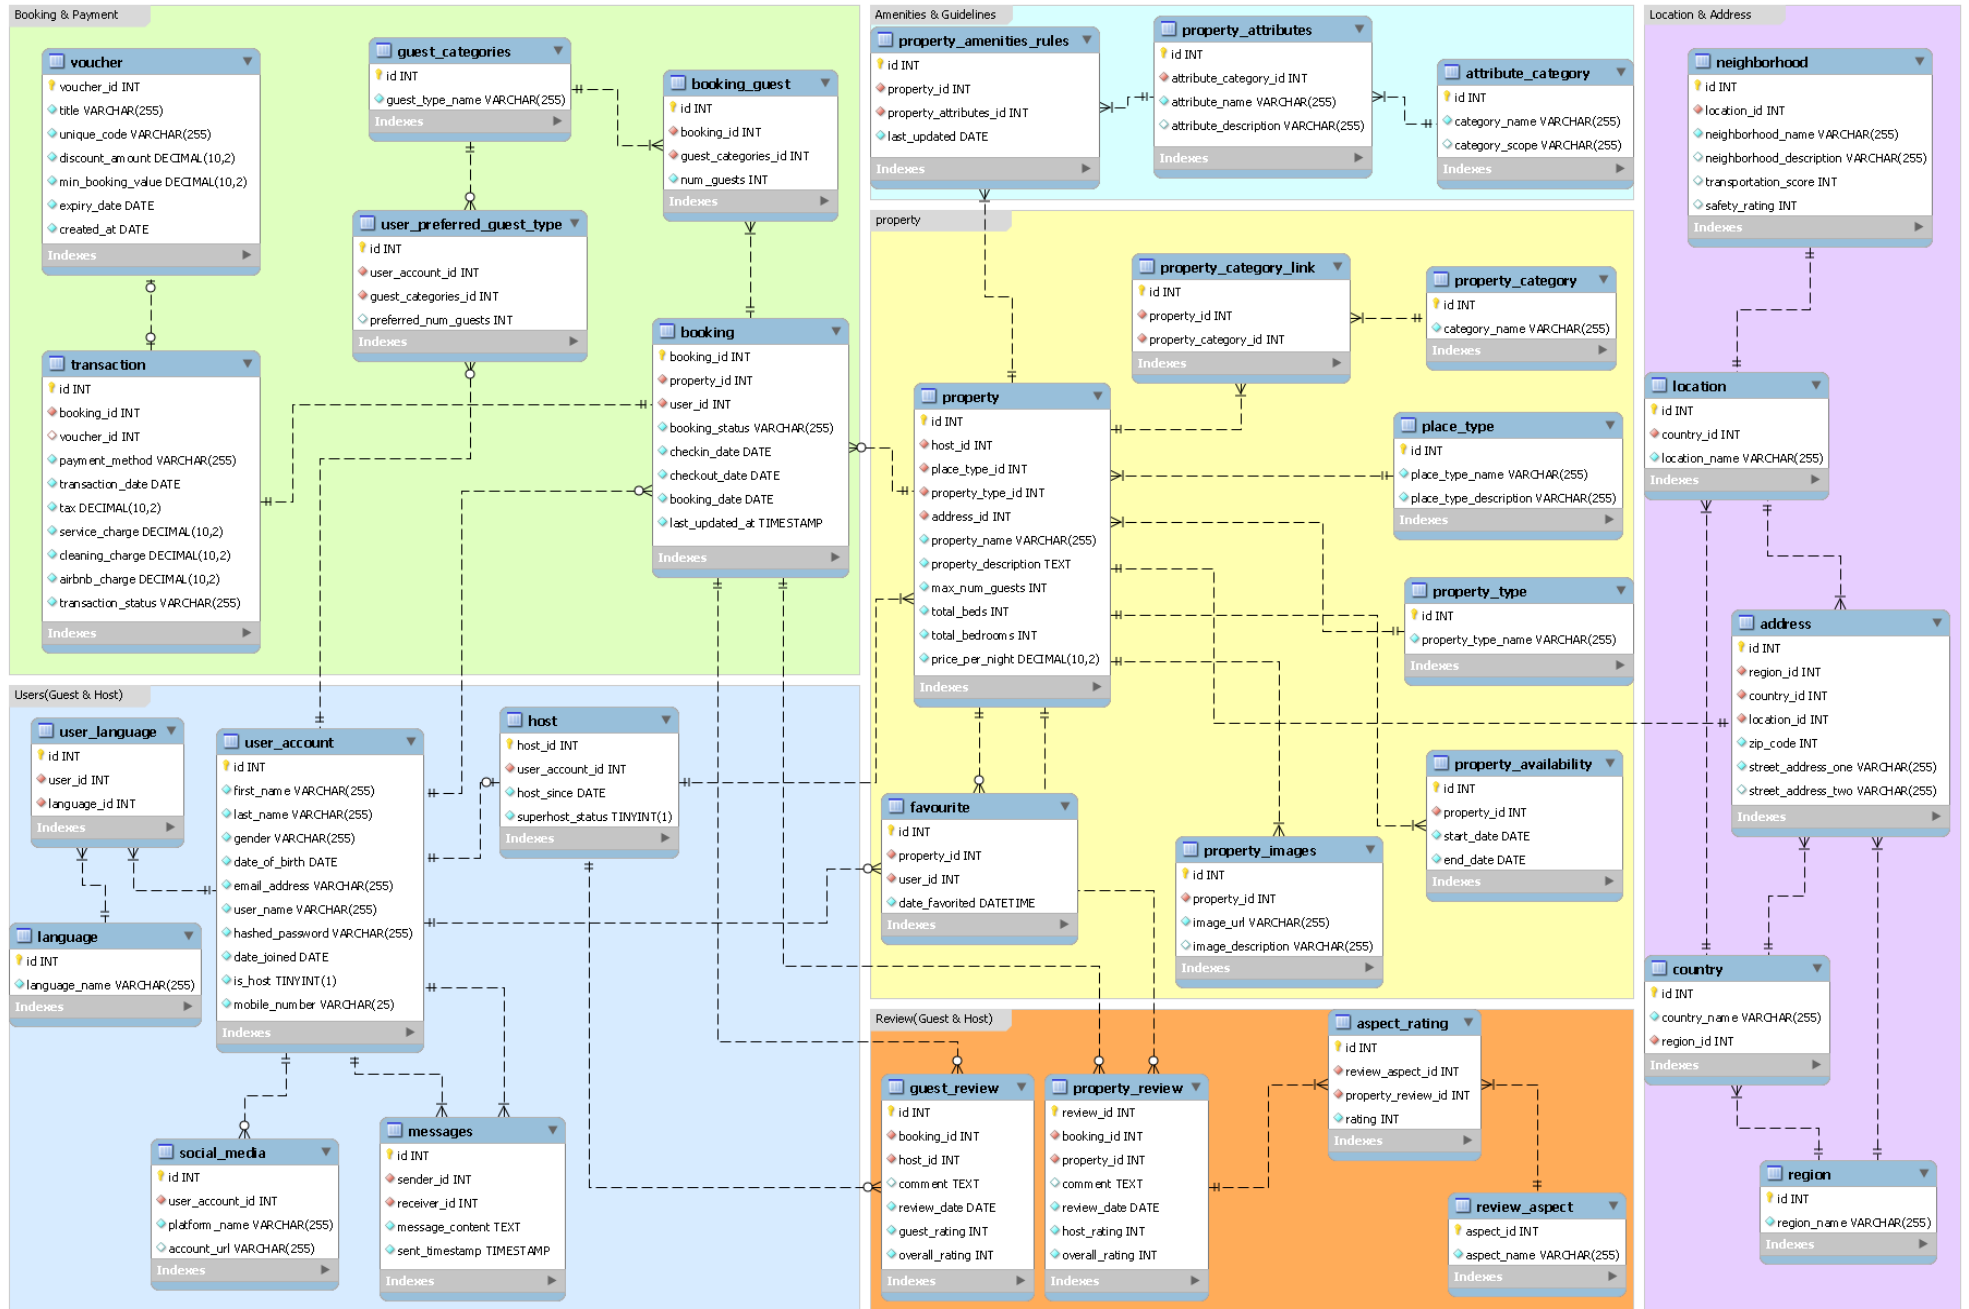 Booking & Payment
voucher
voucher_id INT
title VARCHAR(255)
unique_code VARCHAR(255)
discount_amount DECIMAL(10,2)
min_booking_value DECIMAL(10,2)
expiry_date DATE
created_at DATE
Indexes
guest_categories
id INT
guest_type_name VARCHAR(255)
Indexes
booking_guest
id INT
booking_id INT
guest_categories_id INT
num_guests INT
Indexes
user_preferred_guest_type
id INT
user_account_id INT
guest_categories_id INT
preferred_num_guests INT
Indexes
transaction
id INT
booking_id INT
voucher_id INT
payment_method VARCHAR(255)
transaction_date DATE
tax DECIMAL(10,2)
service_charge DECIMAL(10,2)
cleaning_charge DECIMAL(10,2)
airbnb_charge DECIMAL(10,2)
transaction_status VARCHAR(255)
Indexes
booking
booking_id INT
property_id INT
user_id INT
booking_status VARCHAR(255)
checkin_date DATE
checkout_date DATE
booking_date DATE
last_updated_at TIMESTAMP
Indexes
Amenities & Guidelines
property_amenities_rules
id INT
property_id INT
property_attributes_id INT
last_updated DATE
Indexes
property_attributes
id INT
attribute_category_id INT
attribute_name VARCHAR(255)
attribute_description VARCHAR(255)
Indexes
attribute_category
id INT
category_name VARCHAR(255)
category_scope VARCHAR(255)
Indexes
property
property_category_link
id INT
property_id INT
property_category_id INT
Indexes
property_category
id INT
category_name VARCHAR(255)
Indexes
property
id INT
host_id INT
place_type_id INT
property_type_id INT
address_id INT
property_name VARCHAR(255)
property_description TEXT
max_num_guests INT
total_beds INT
total_bedrooms INT
price_per_night DECIMAL(10,2)
Indexes
place_type
id INT
place_type_name VARCHAR(255)
place_type_description VARCHAR(255)
Indexes
property_type
id INT
property_type_name VARCHAR(255)
Indexes
property_availability
id INT
property_id INT
start_date DATE
end_date DATE
Indexes
favourite
id INT
property_id INT
user_id INT
date_favorited DATETIME
Indexes
property_images
id INT
property_id INT
image_url VARCHAR(255)
image_description VARCHAR(255)
Indexes
Location & Address
neighborhood
id INT
location_id INT
neighborhood_name VARCHAR(255)
neighborhood_description VARCHAR(255)
transportation_score INT
safety_rating INT
Indexes
location
id INT
country_id INT
location_name VARCHAR(255)
Indexes
address
id INT
region_id INT
country_id INT
location_id INT
zip_code INT
street_address_one VARCHAR(255)
street_address_two VARCHAR(255)
Indexes
country
id INT
country_name VARCHAR(255)
region_id INT
Indexes
region
id INT
region_name VARCHAR(255)
Indexes
Users(Guest & Host)
user_language
id INT
user_id INT
language_id INT
Indexes
language
id INT
language_name VARCHAR(255)
Indexes
user_account
id INT
first_name VARCHAR(255)
last_name VARCHAR(255)
gender VARCHAR(255)
date_of_birth DATE
email_address VARCHAR(255)
user_name VARCHAR(255)
hashed_password VARCHAR(255)
date_joined DATE
is_host TINYINT(1)
mobile_number VARCHAR(25)
Indexes
host
host_id INT
user_account_id INT
host_since DATE
superhost_status TINYINT(1)
Indexes
social_media
id INT
user_account_id INT
platform_name VARCHAR(255)
account_url VARCHAR(255)
Indexes
messages
id INT
sender_id INT
receiver_id INT
message_content TEXT
sent_timestamp TIMESTAMP
Indexes
Review(Guest & Host)
guest_review
id INT
booking_id INT
host_id INT
comment TEXT
review_date DATE
guest_rating INT
overall_rating INT
Indexes
property_review
review_id INT
booking_id INT
property_id INT
comment TEXT
review_date DATE
host_rating INT
overall_rating INT
Indexes
aspect_rating
id INT
review_aspect_id INT
property_review_id INT
rating INT
Indexes
review_aspect
aspect_id INT
aspect_name VARCHAR(255)
Indexes